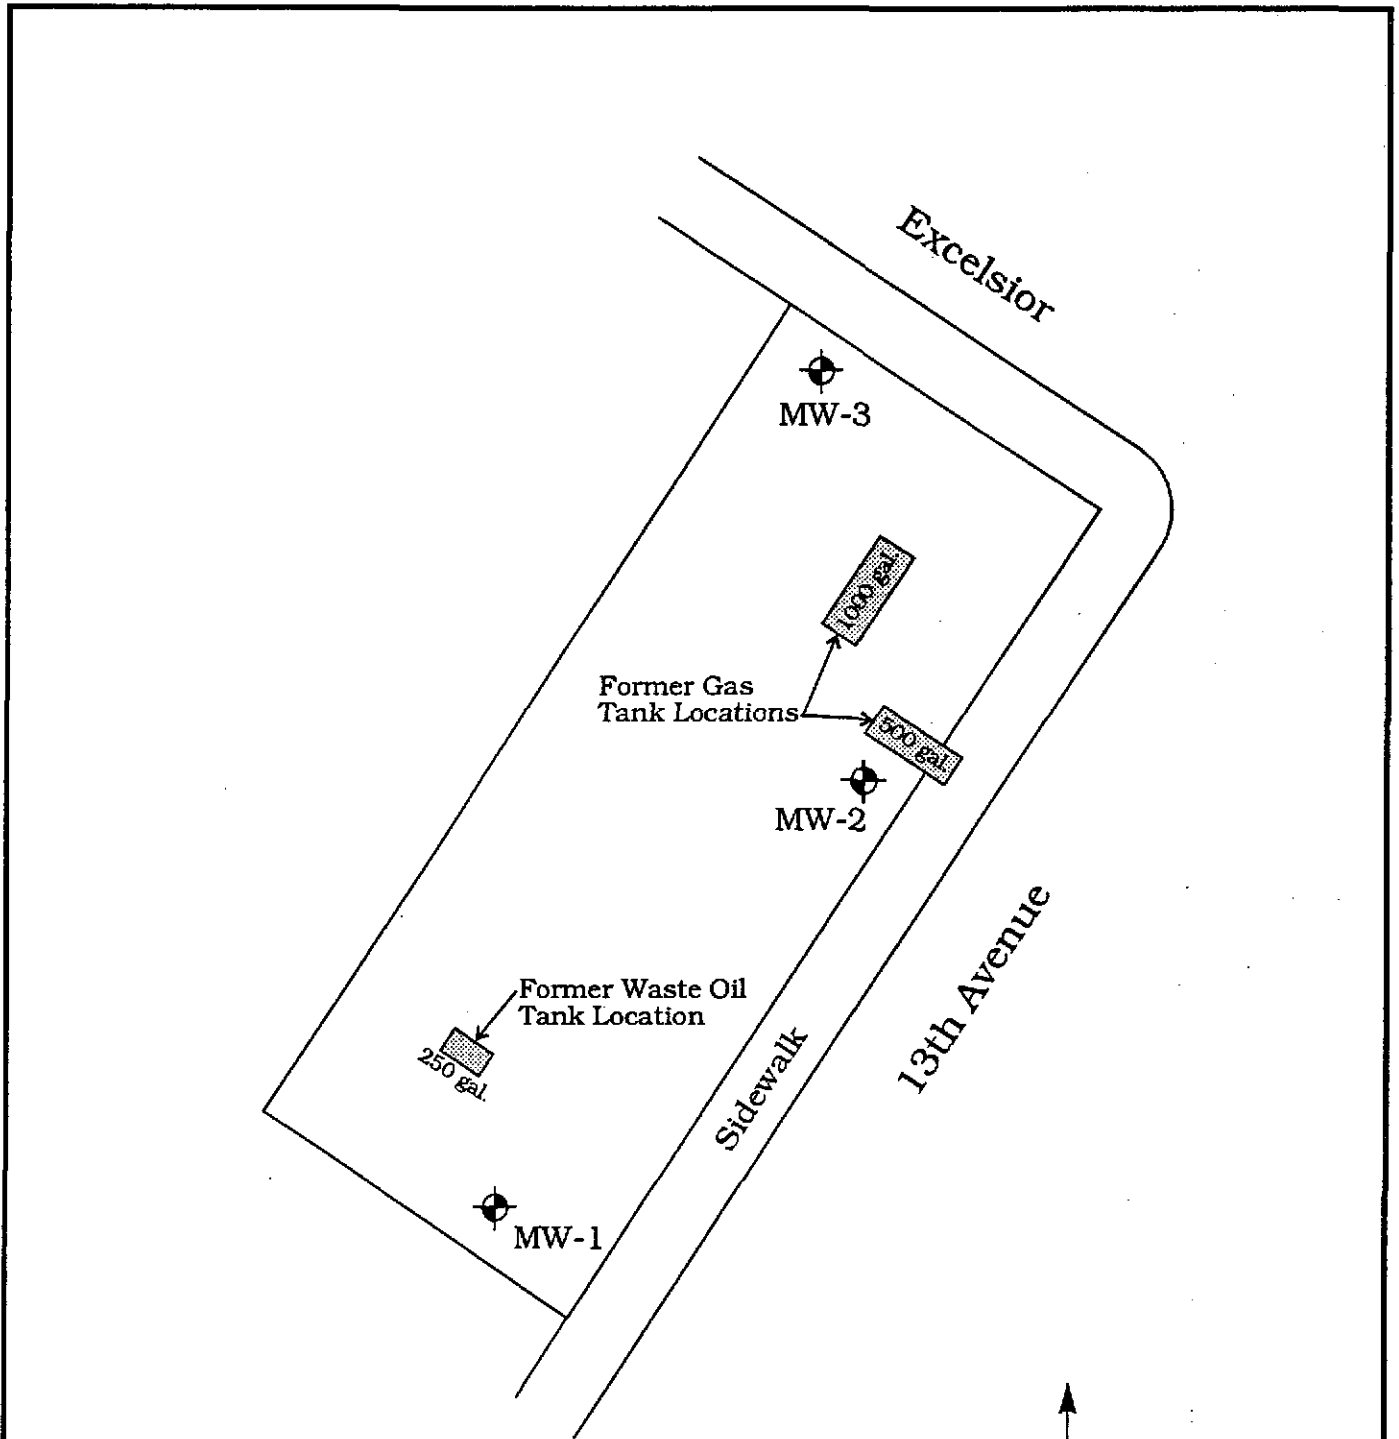 Excelsior
MW-3
1000 gal.
Former Gas
Tank Locations
500 gal.
MW-2
13th Avenue
Former Waste Oil
Tank Location
250 gal.
Sidewalk
MW-1